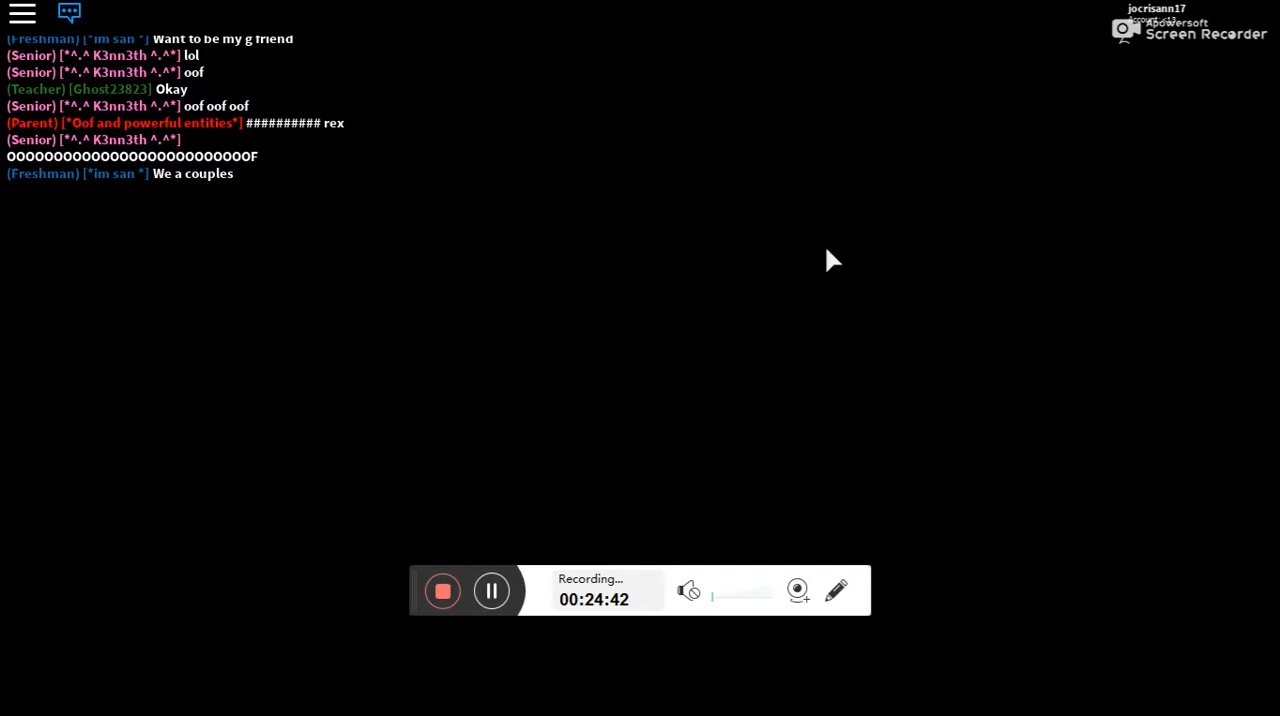 jocrisann17
Apowersoft
Screen Recorder
(Freshman) [*im san *] Want to be my g friend
(Senior) [*^.^ K3nn3th ^.^*] lol
(Senior) [*^.^ K3nn3th ^.^*] oof
(Teacher) [Ghost23823] Okay
(Senior) [*^.^ K3nn3th ^.^*] oof oof oof
(Parent) [*Oof and powerful entities*] ########## rex
(Senior) [*^.^ K3nn3th ^.^*]
OOOOOOOOOOOOOOOOOOOOOOOOOOF
(Freshman) [*im san *] We a couples
Recording...
00:24:42